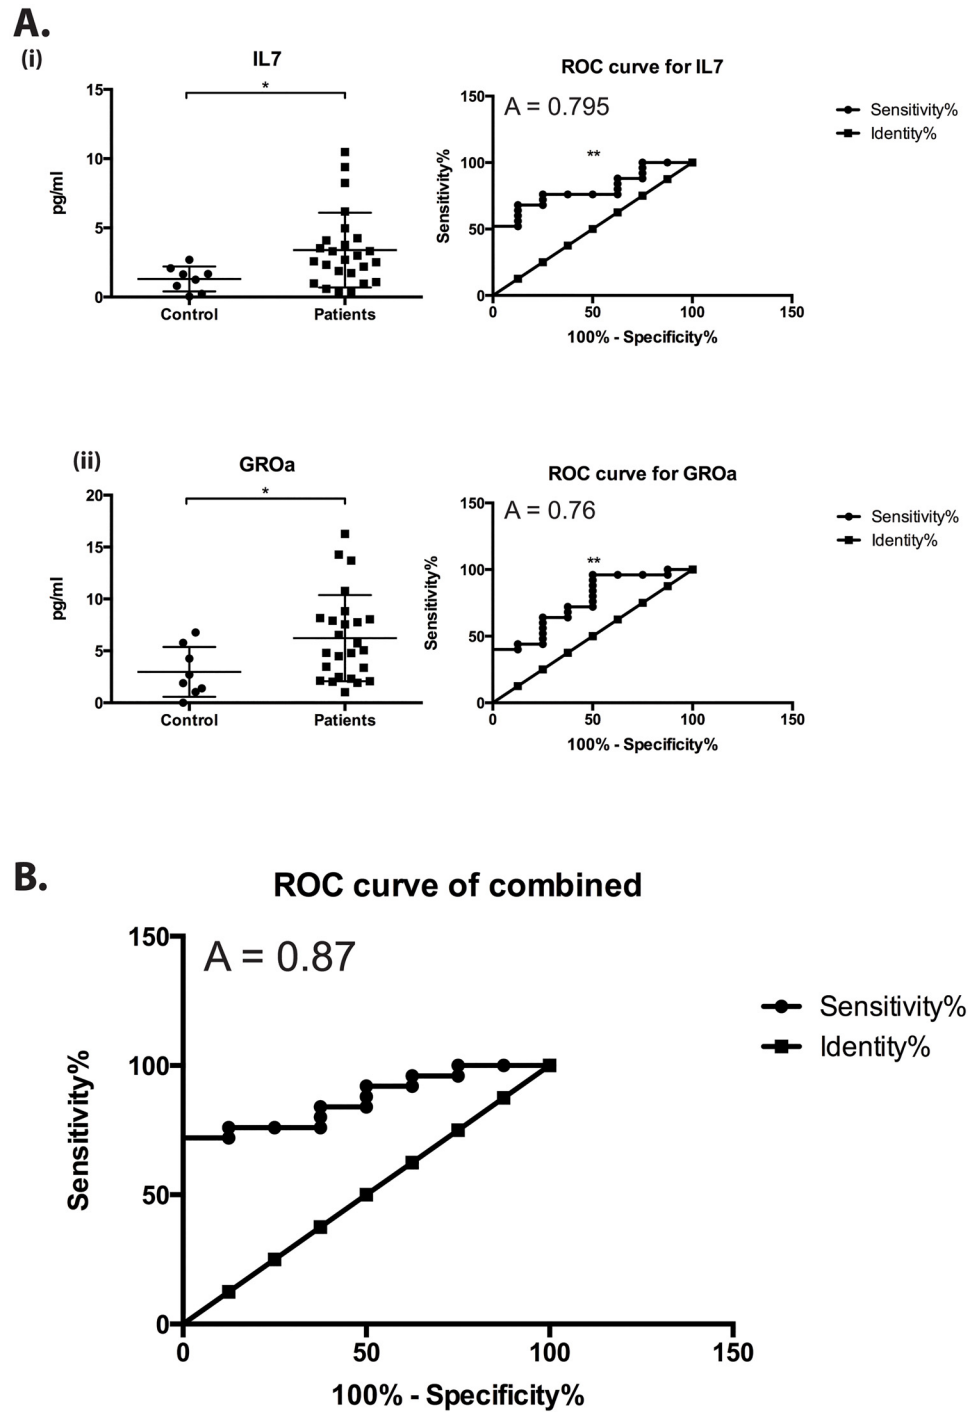 A.
(i)
IL7
*
15
10
5
0
pg/ml
Control
Patients
ROC curve for IL7
A = 0.795
**
150
100
50
0
Sensitivity%
0
50
100
150
100% - Specificity%
Sensitivity%
Identity%
(ii)
GROa
*
20
15
10
5
0
pg/ml
Control
Patients
ROC curve for GROa
A = 0.76
**
150
100
50
0
Sensitivity%
0
50
100
150
100% - Specificity%
Sensitivity%
Identity%
B.
ROC curve of combined
A = 0.87
150
100
50
0
Sensitivity%
0
50
100
150
100% - Specificity%
Sensitivity%
Identity%